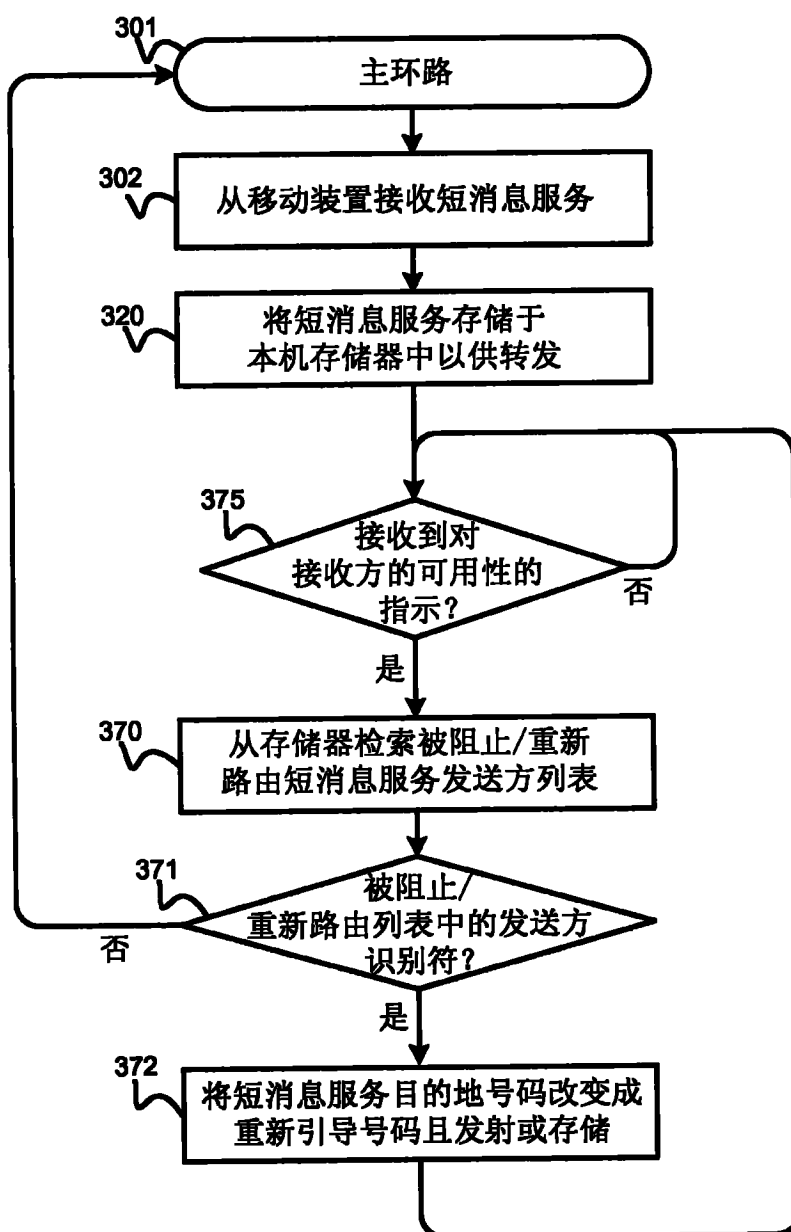 301
主环路
302
从移动装置接收短消息服务
320
将短消息服务存储于
本机存储器中以供转发
375
接收到对
接收方的可用性的
指示？
否
是
370
从存储器检索被阻止/重新
路由短消息服务发送方列表
371
被阻止/
重新路由列表中的发送方
识别符？
否
是
372
将短消息服务目的地号码改变成
重新引导号码且发射或存储